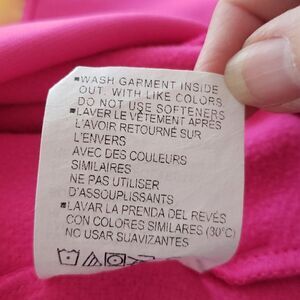 ▪WASH GARMENT INSIDE
OUT. WITH LIKE COLORS.
DO NOT USE SOFTENERS
▪LAVER LE VÊTEMENT APRÈS
L'AVOIR RETOURNÉ SUR
L'ENVERS
AVEC DES COULEURS
SIMILAIRES
NE PAS UTILISER
D'ASSOUPLISSANTS
▪LAVAR LA PRENDA DEL REVÉS
CON COLORES SIMILARES (30°C)
NO USAR SUAVIZANTES